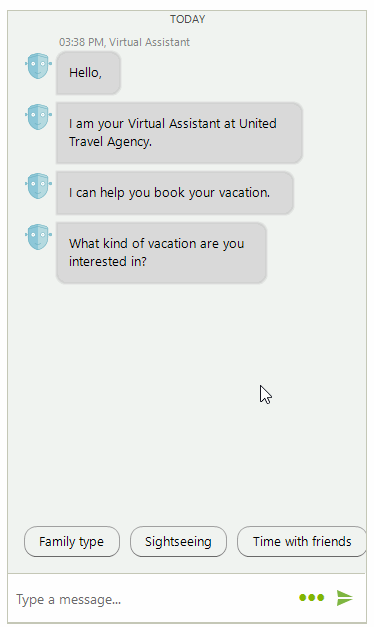 TODAY
03:38 PM, Virtual Assistant
Hello,
I am your Virtual Assistant at United
Travel Agency.
I can help you book your vacation.
What kind of vacation are you
interested in?
Family type
Sightseeing
Time with friends
Type a message...